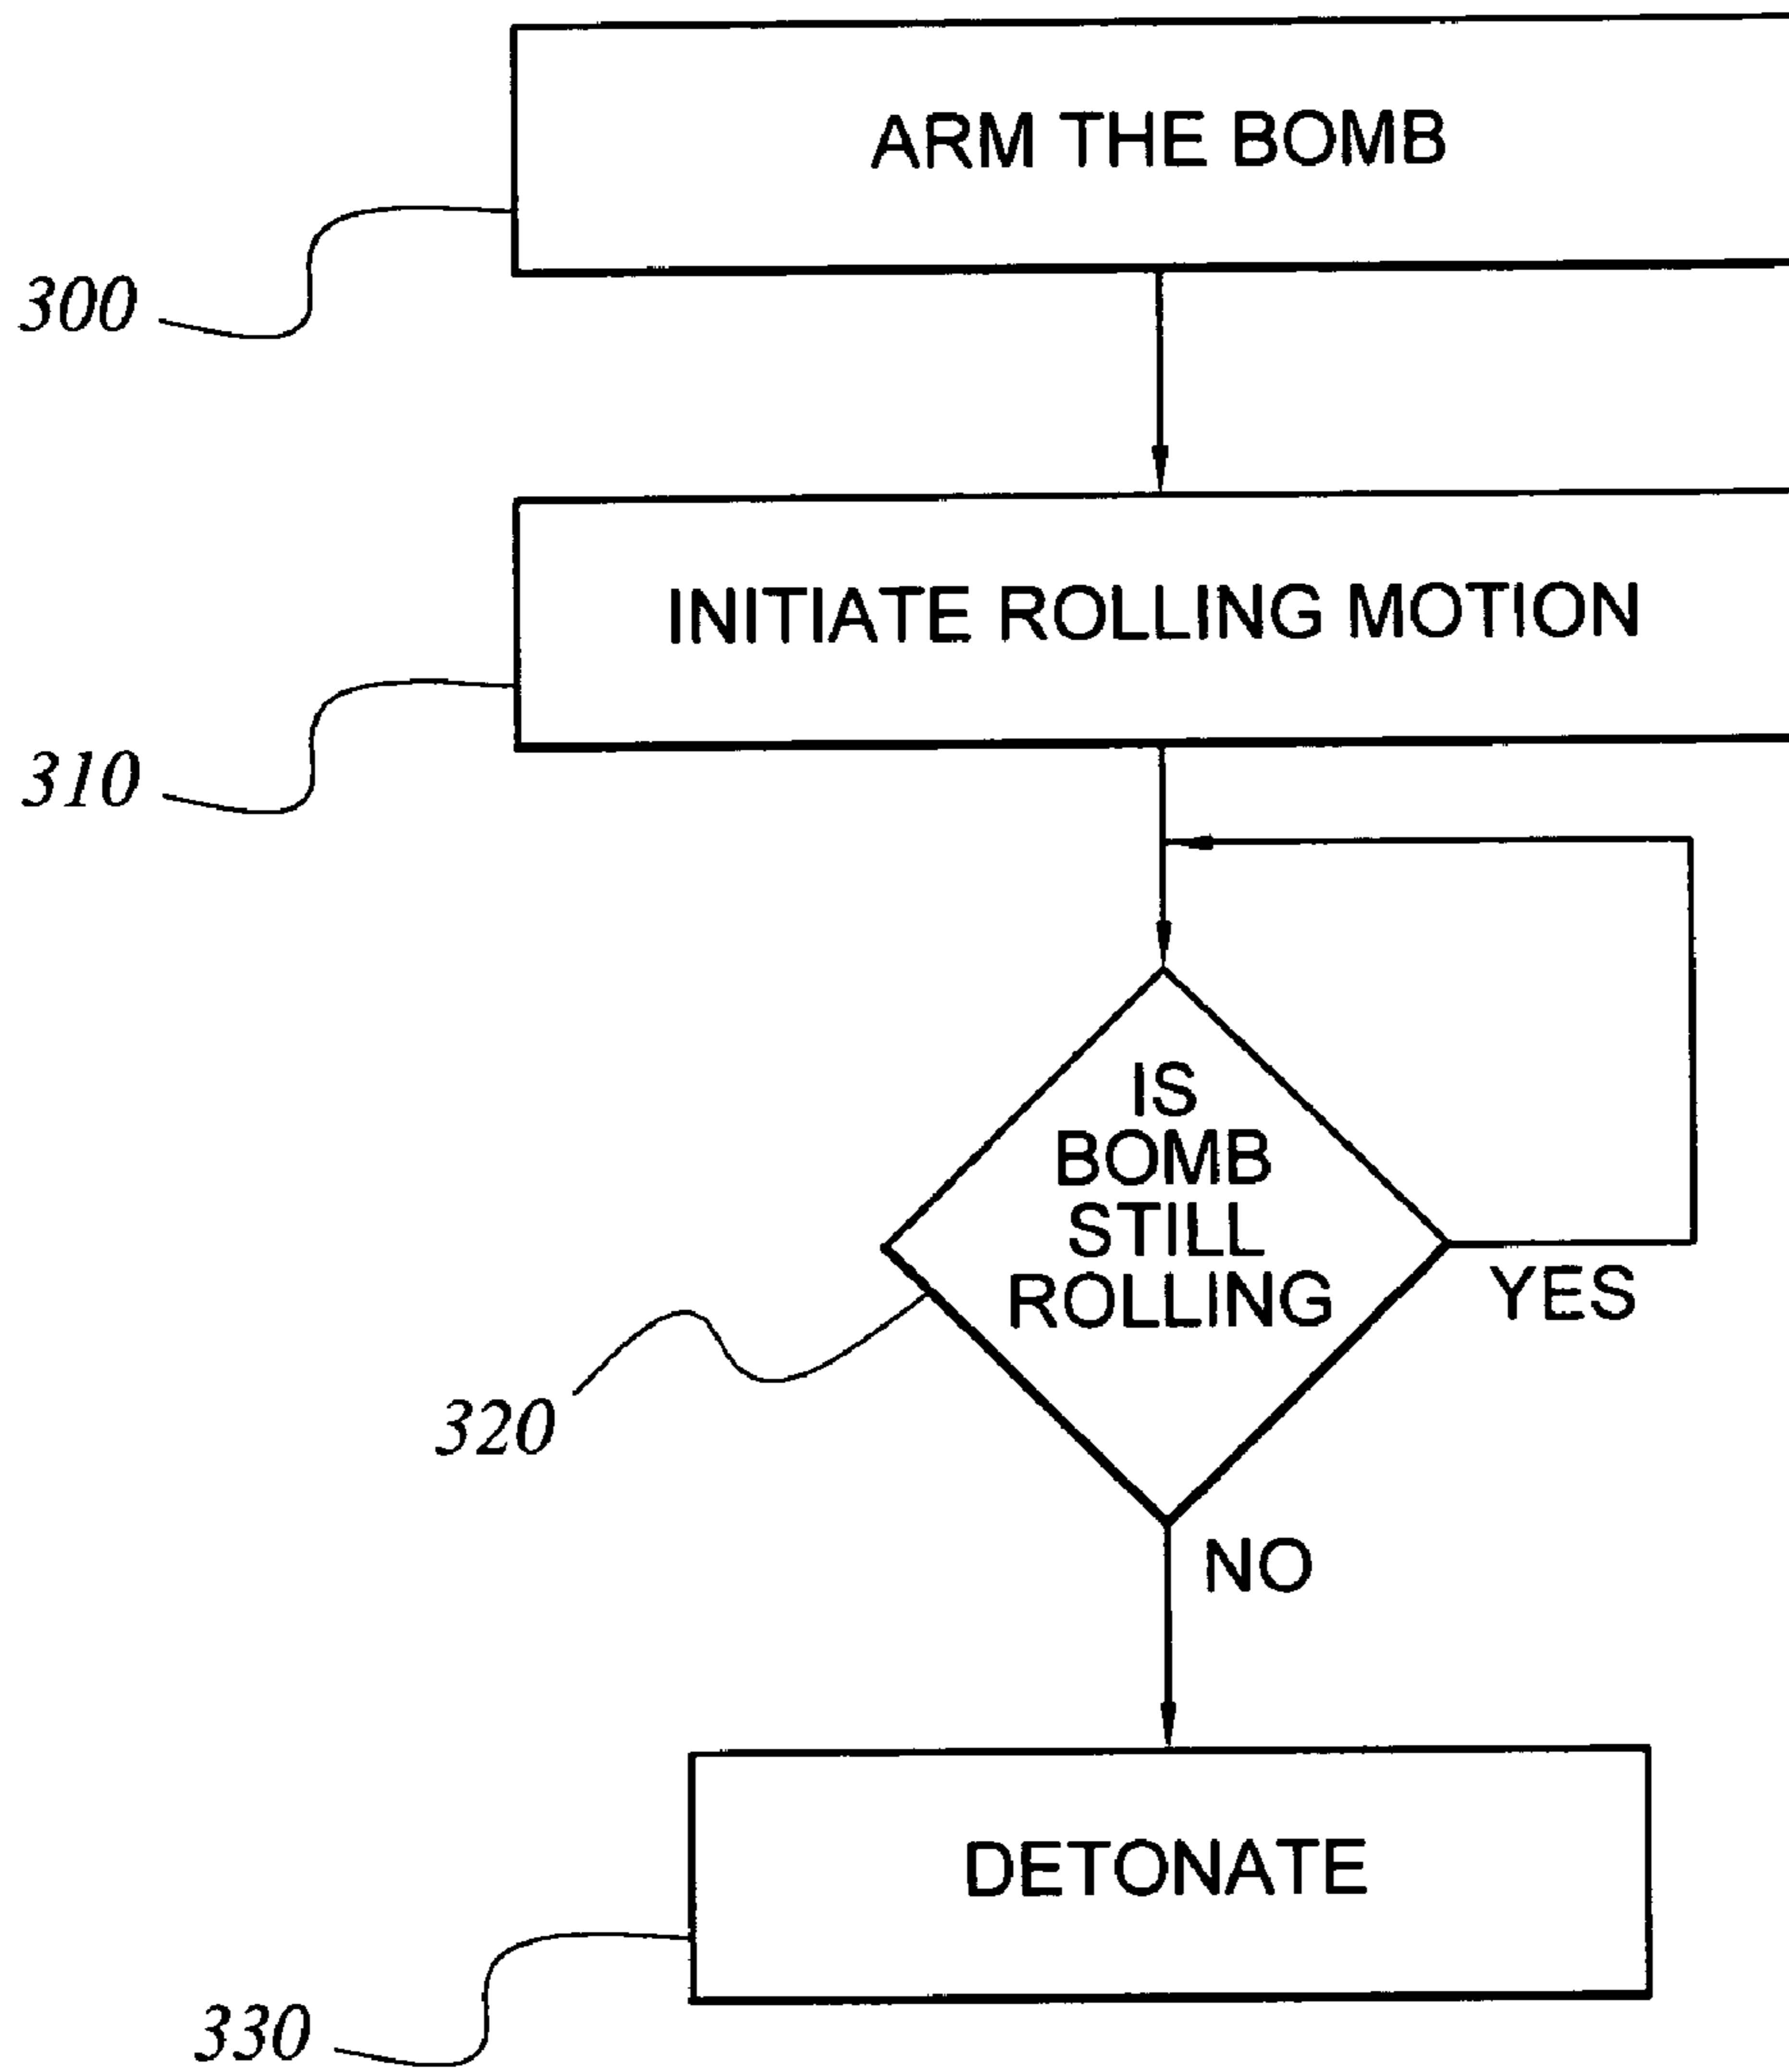 ARM THE BOMB
300
INITIATE ROLLING MOTION
310
IS
BOMB
STILL
ROLLING
YES
320
NO
DETONATE
330